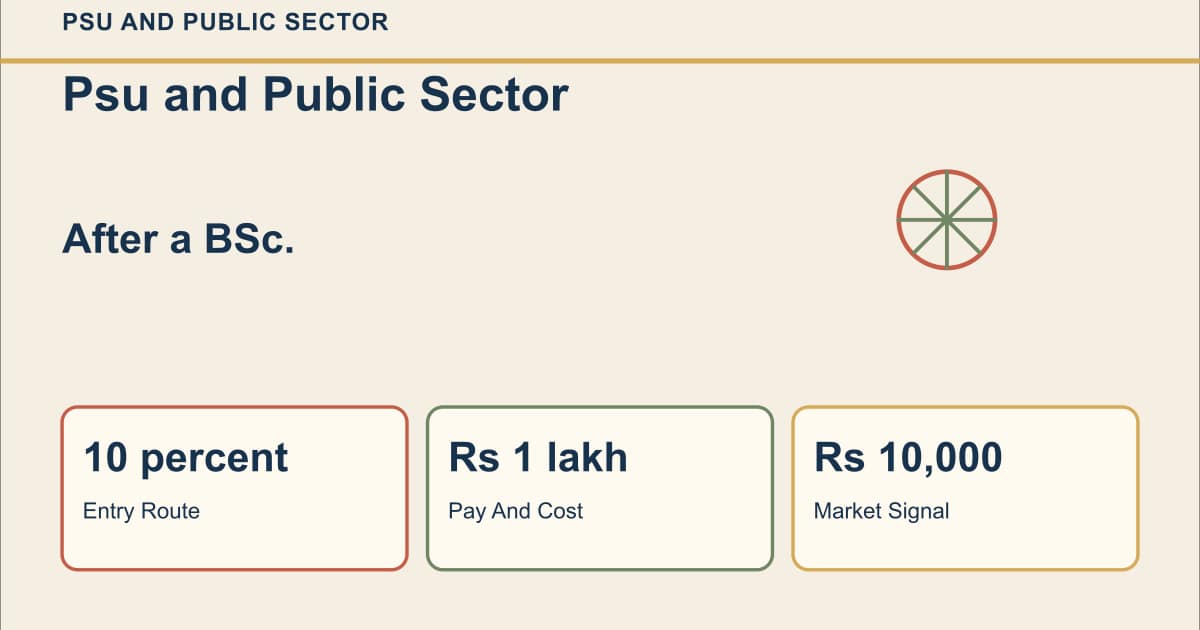 PSU AND PUBLIC SECTOR
Psu and Public Sector
After a BSc.
10 percent
Entry Route
Rs 1 lakh
Pay And Cost
Rs 10,000
Market Signal